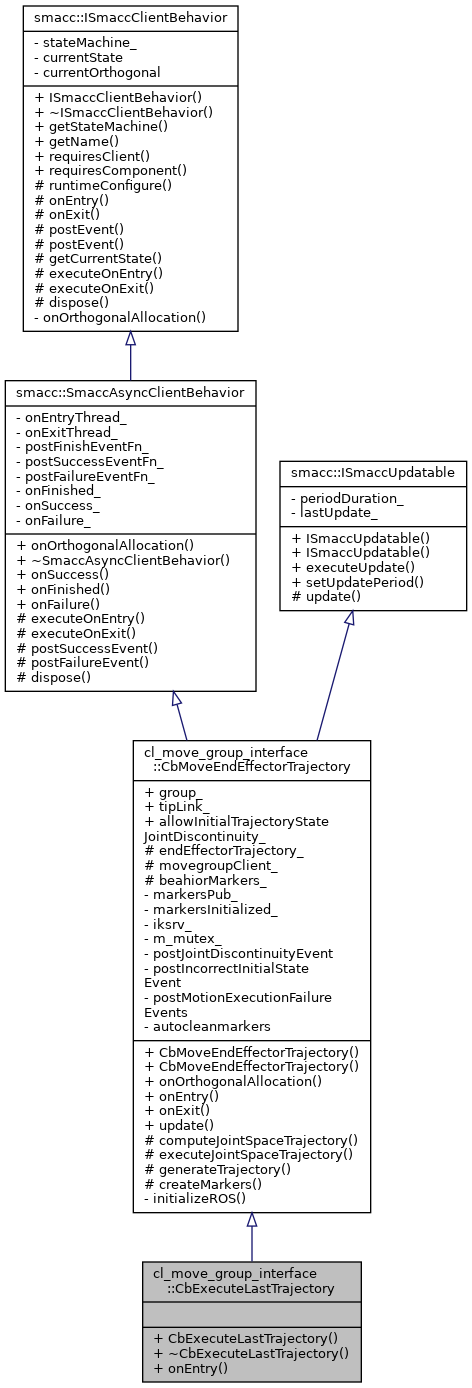 smacc::ISmaccClientBehavior
- stateMachine_
- currentState
- currentOrthogonal
+ ISmaccClientBehavior()
+ ~ISmaccClientBehavior()
+ getStateMachine()
+ getName()
+ requiresClient()
+ requiresComponent()
# runtimeConfigure()
# onEntry()
# onExit()
# postEvent()
# postEvent()
# getCurrentState()
# executeOnEntry()
# executeOnExit()
# dispose()
- onOrthogonalAllocation()
smacc::SmaccAsyncClientBehavior
- onEntryThread_
- onExitThread_
- postFinishEventFn_
- postSuccessEventFn_
- postFailureEventFn_
- onFinished_
- onSuccess_
- onFailure_
+ onOrthogonalAllocation()
+ ~SmaccAsyncClientBehavior()
+ onSuccess()
+ onFinished()
+ onFailure()
# executeOnEntry()
# executeOnExit()
# postSuccessEvent()
# postFailureEvent()
# dispose()
smacc::ISmaccUpdatable
- periodDuration_
- lastUpdate_
+ ISmaccUpdatable()
+ ISmaccUpdatable()
+ executeUpdate()
+ setUpdatePeriod()
# update()
cl_move_group_interface
::CbMoveEndEffectorTrajectory
+ group_
+ tipLink_
+ allowInitialTrajectoryState
JointDiscontinuity_
# endEffectorTrajectory_
# movegroupClient_
# beahiorMarkers_
- markersPub_
- markersInitialized_
- iksrv_
- m_mutex_
- postJointDiscontinuityEvent
- postIncorrectInitialState
Event
- postMotionExecutionFailure
Events
- autocleanmarkers
+ CbMoveEndEffectorTrajectory()
+ CbMoveEndEffectorTrajectory()
+ onOrthogonalAllocation()
+ onEntry()
+ onExit()
+ update()
# computeJointSpaceTrajectory()
# executeJointSpaceTrajectory()
# generateTrajectory()
# createMarkers()
- initializeROS()
cl_move_group_interface
::CbExecuteLastTrajectory
+ CbExecuteLastTrajectory()
+ ~CbExecuteLastTrajectory()
+ onEntry()